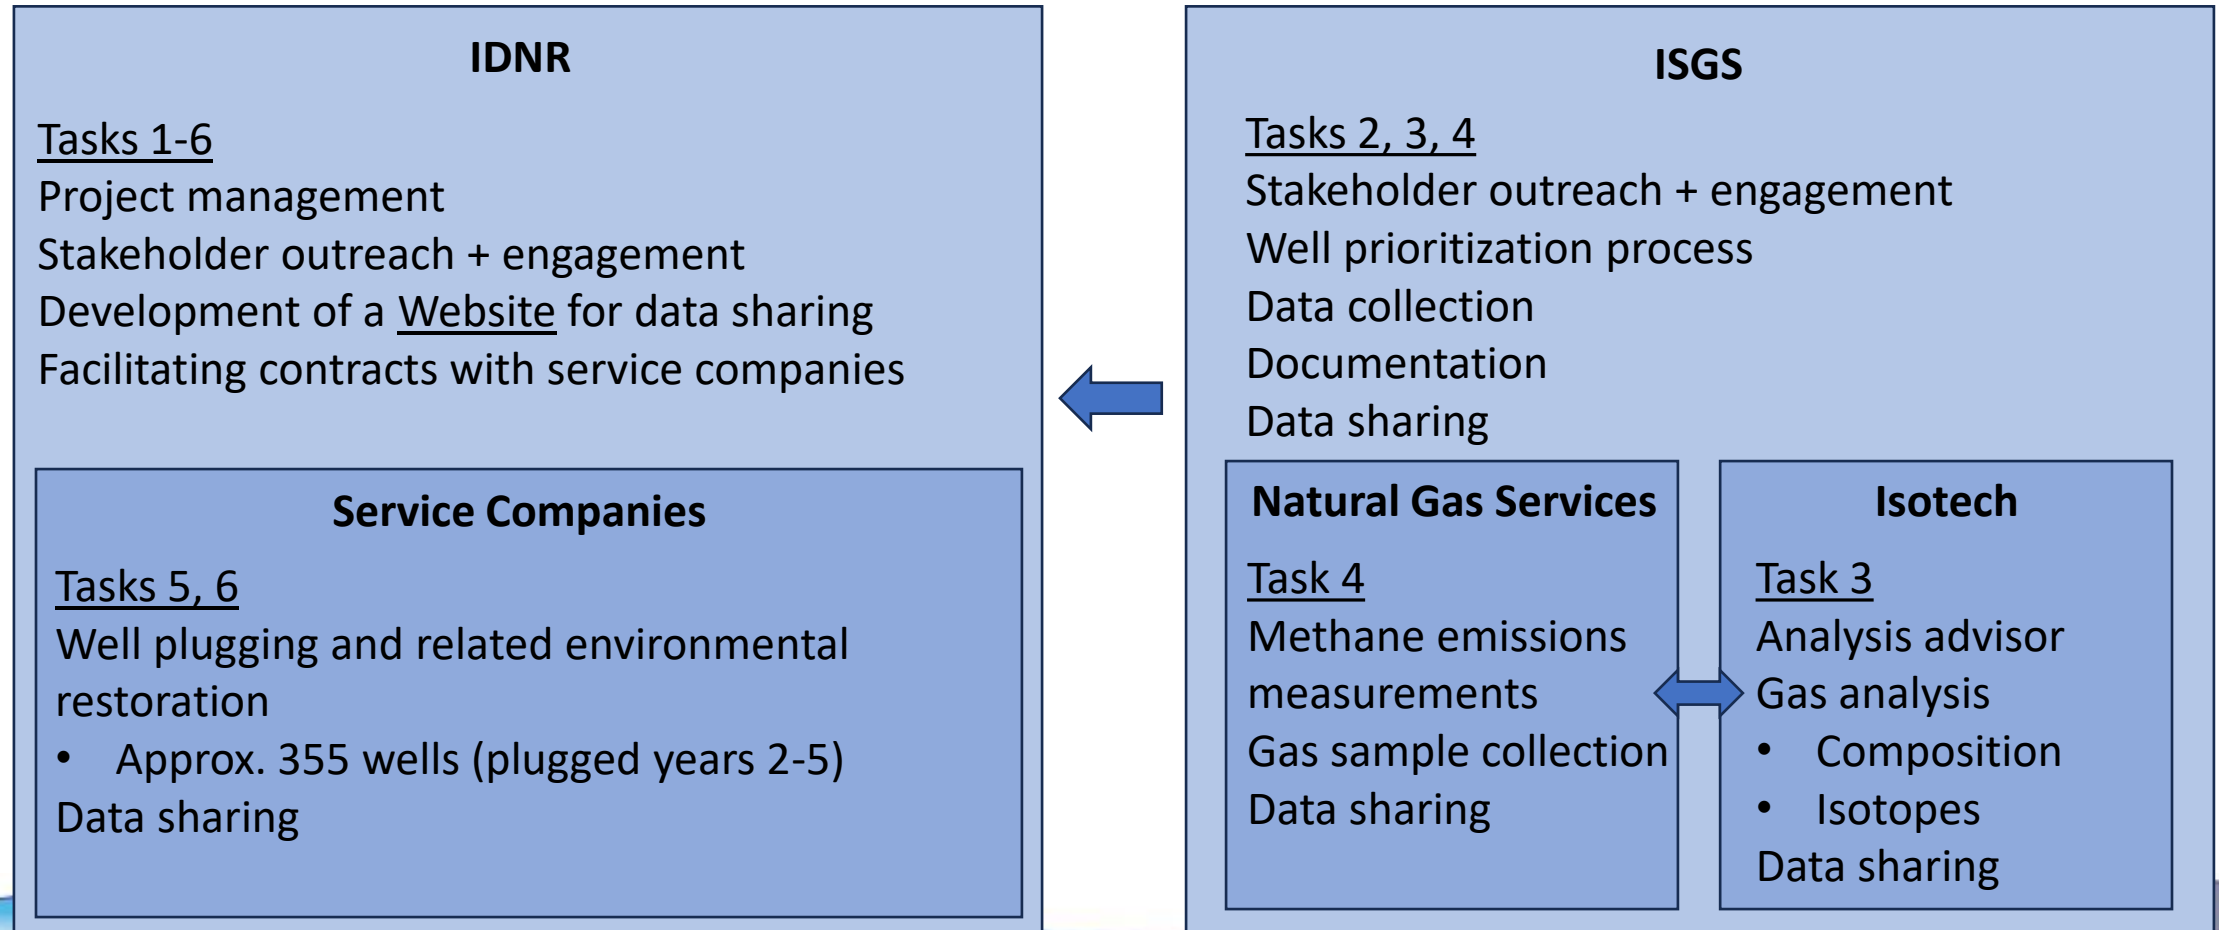 IDNR
Tasks 1-6
Project management
Stakeholder outreach + engagement
Development of a Website for data sharing
Facilitating contracts with service companies
Service Companies
Tasks 5, 6
Well plugging and related environmental
restoration
• Approx. 355 wells (plugged years 2-5)
Data sharing
ISGS
Tasks 2, 3, 4
Stakeholder outreach + engagement
Well prioritization process
Data collection
Documentation
Data sharing
Natural Gas Services
Task 4
Methane emissions
measurements
Gas sample collection
Data sharing
Isotech
Task 3
Analysis advisor
Gas analysis
• Composition
• Isotopes
Data sharing